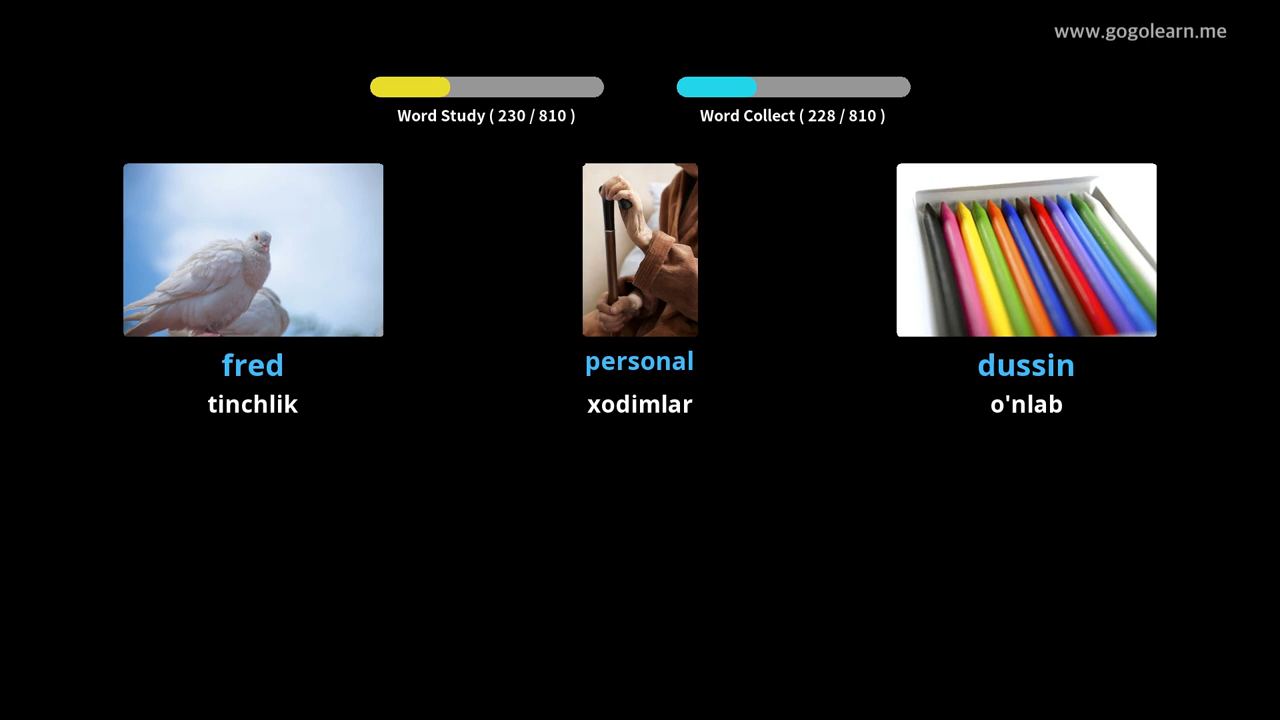 www.gogolearn.me
Word Study ( 230 / 810 )
Word Collect ( 228 / 810 )
fred
tinchlik
personal
xodimlar
dussin
o'nlab